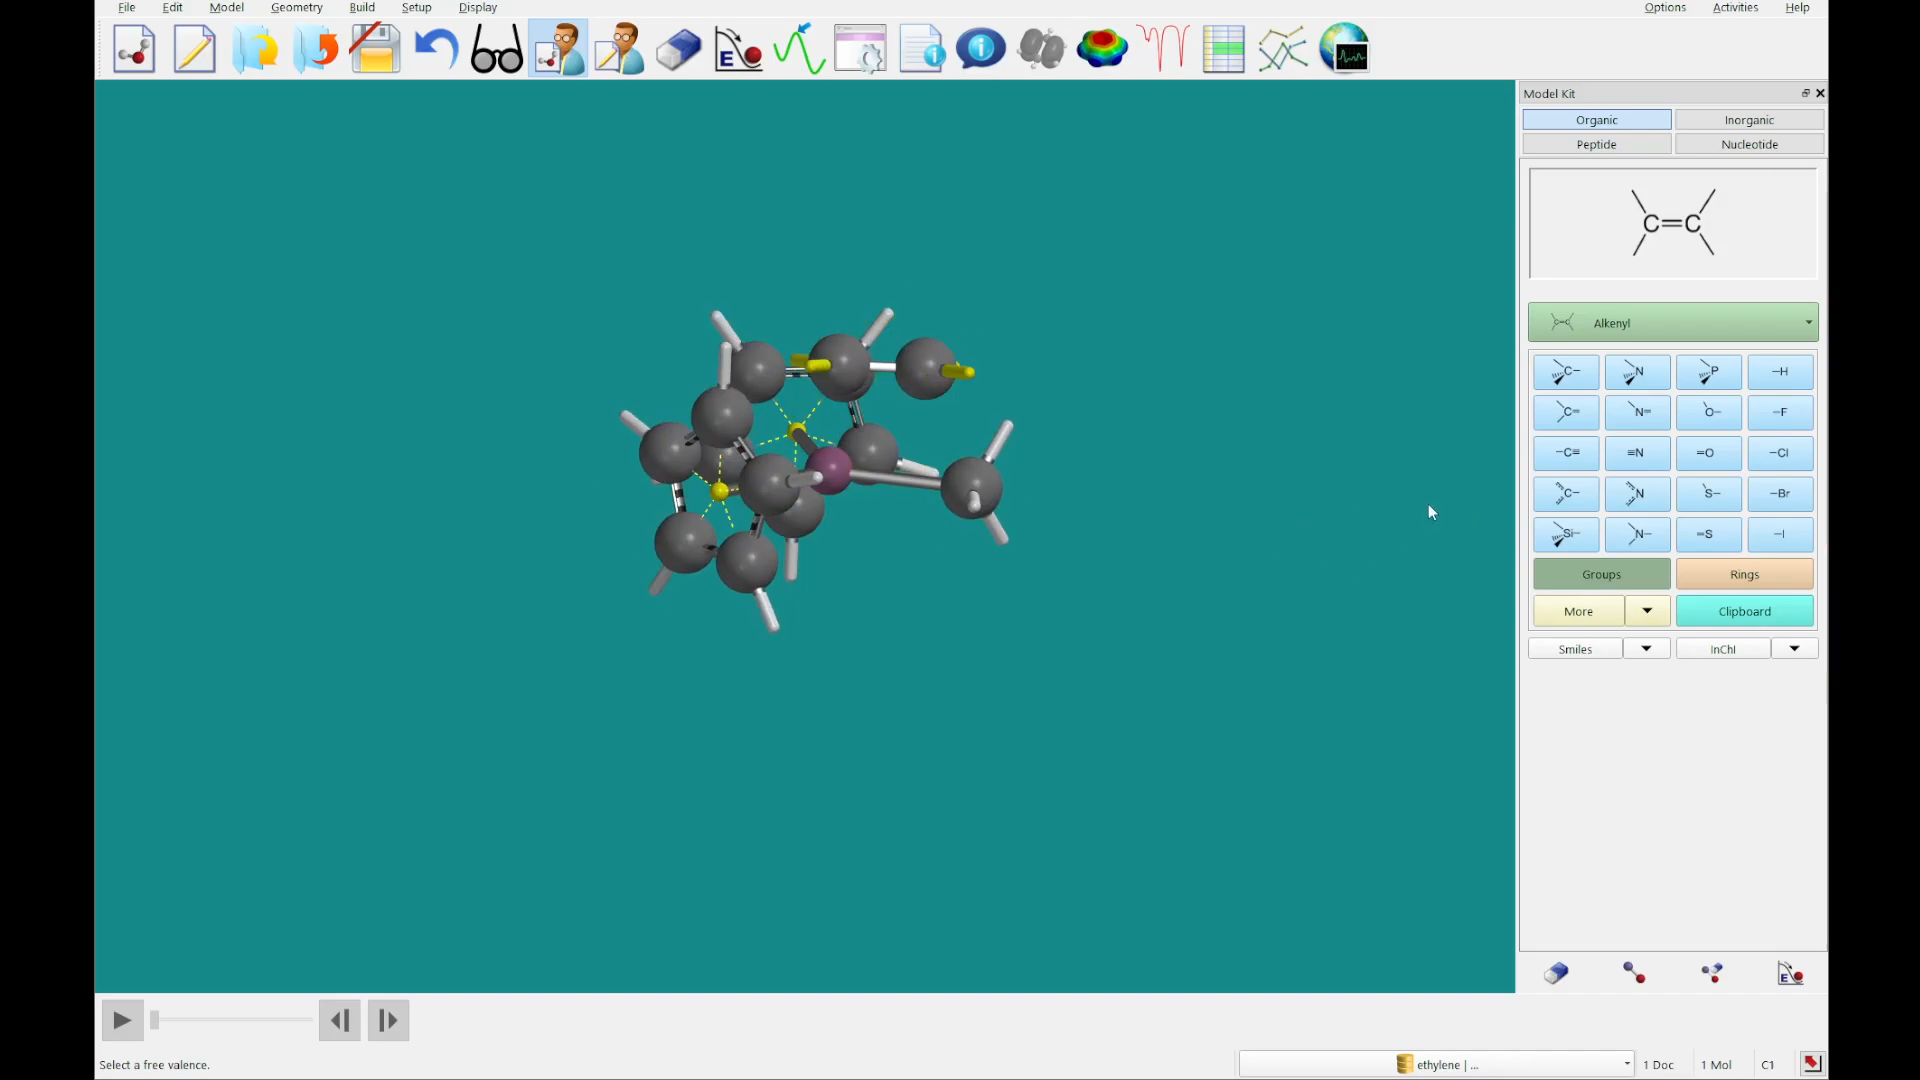 File Edit Model Geometry Build Setup Display Options Activities Help
Model Kit
Organic Inorganic
Peptide Nucleotide
C=C
Alkenyl
C N P -H
C= N= O- -F
-C≡ ≡N =O -Cl
C- N S- -Br
Si- N- =S -I
Groups Rings
More Clipboard
Smiles InChI
Select a free valence.
ethylene | ...
1 Doc 1 Mol C1